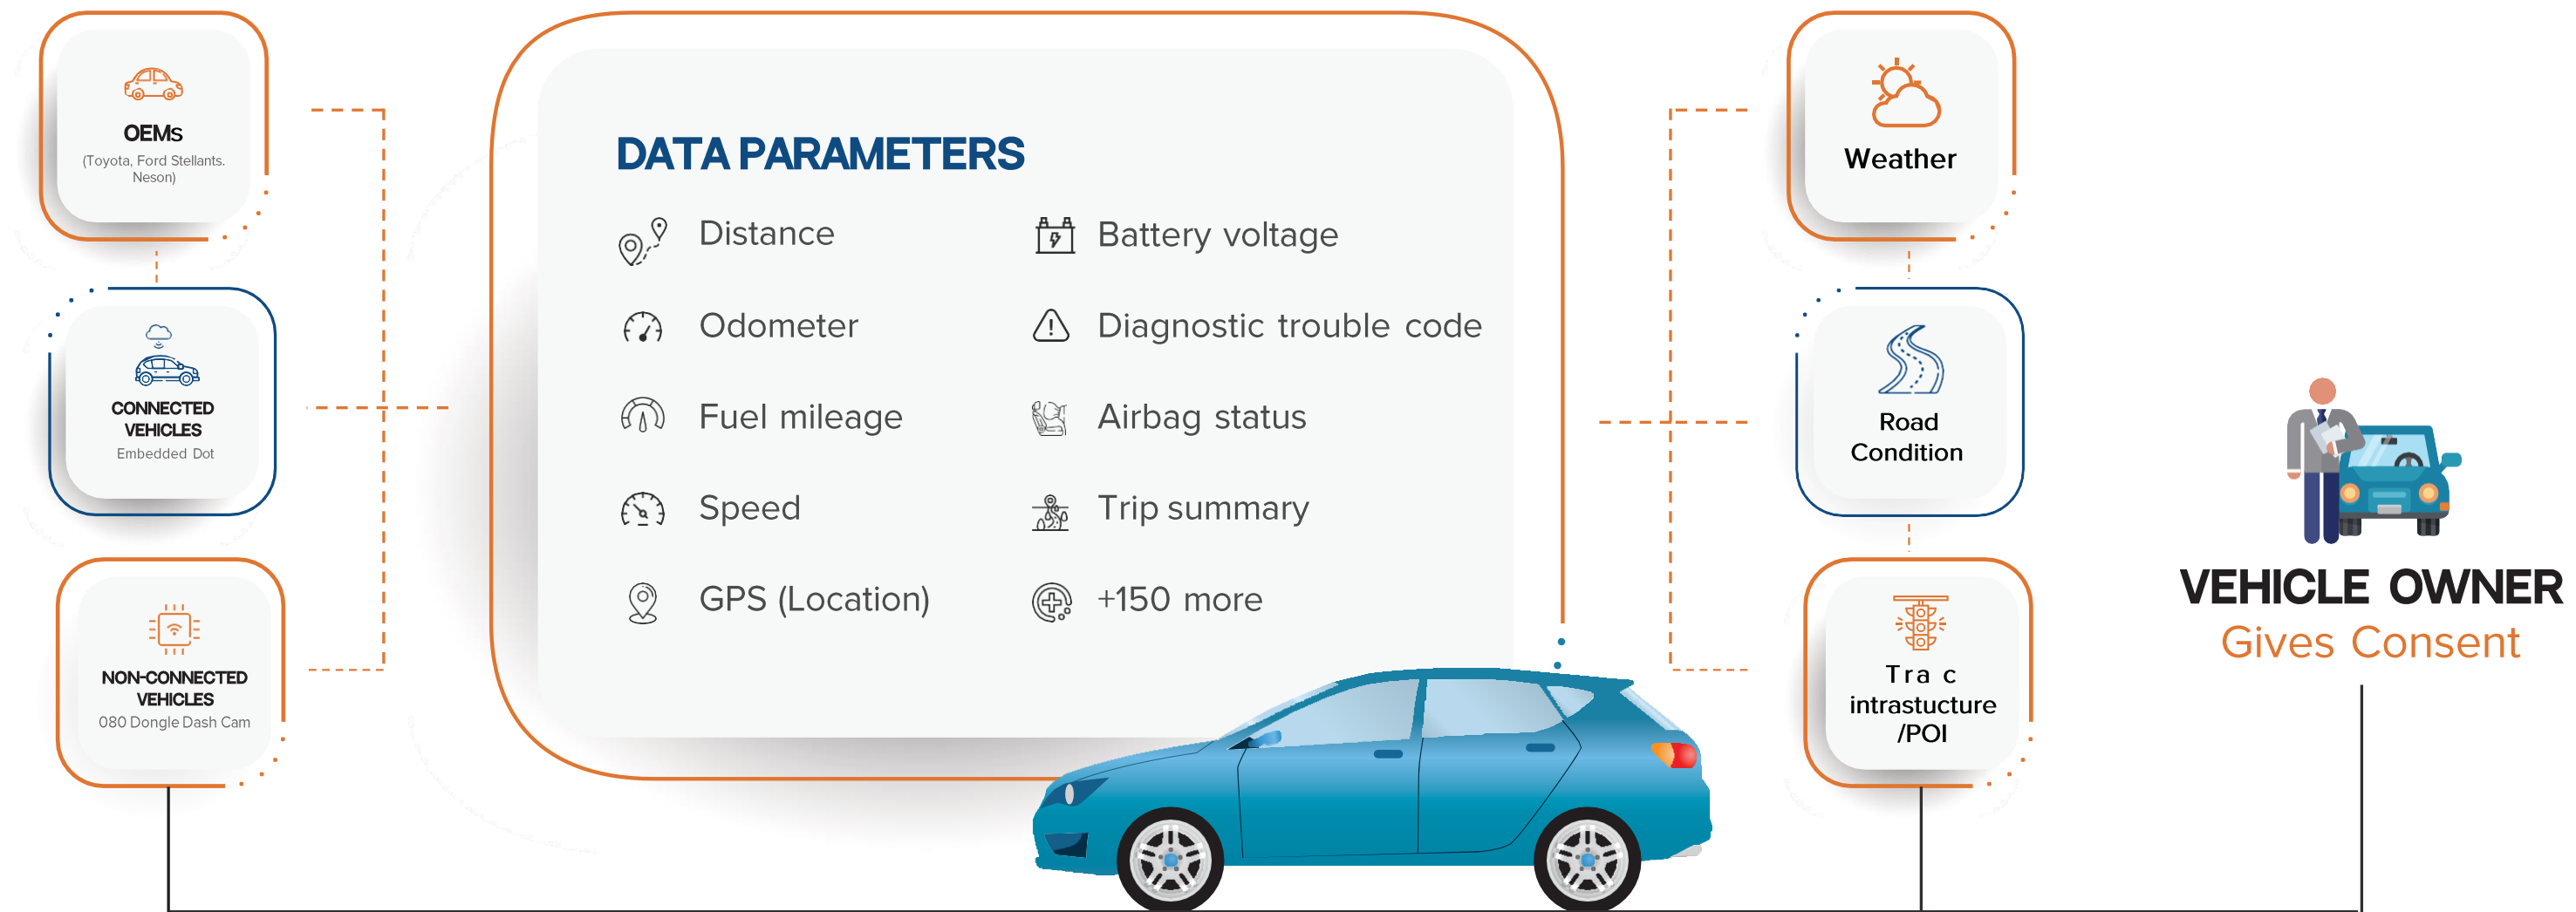 OEMs
(Toyota, Ford Stellants.
Neson)
CONNECTED
VEHICLES
Embedded Dot
NON-CONNECTED
VEHICLES
080 Dongle Dash Cam
DATA PARAMETERS
Distance
Odometer
Fuel mileage
Speed
GPS (Location)
Battery voltage
Diagnostic trouble code
Airbag status
Trip summary
+150 more
Weather
Road
Condition
Tra c
intrastucture
/POI
VEHICLE OWNER
Gives Consent